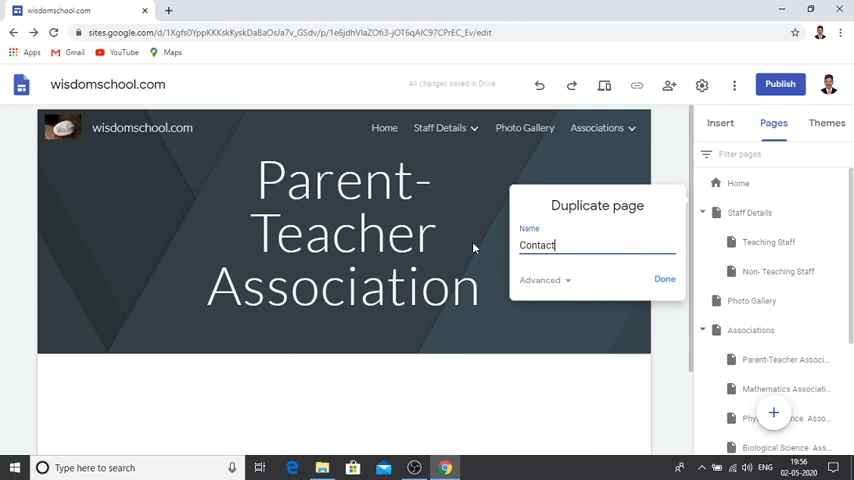 wisdomschool.com
sites.google.com/d/1Xgfs0YppKKKskKyskDaBaOsJa7v_GSdv/p/1e6jdhVIaZOfi3-jOT6qAIC97CPrEC_Ev/edit
Apps Gmail YouTube Maps
wisdomschool.com
All changes saved in Drive
Publish
wisdomschool.com
Home Staff Details Photo Gallery Associations
Parent-
Teacher
Association
Duplicate page
Name
Contact
Advanced
Done
Insert Pages Themes
Filter pages
Home
Staff Details
Teaching Staff
Non- Teaching Staff
Photo Gallery
Associations
Parent-Teacher Associ...
Mathematics Associati...
Asso...
Biological Science Ass...
Type here to search
ENG
19:56
02-05-2020